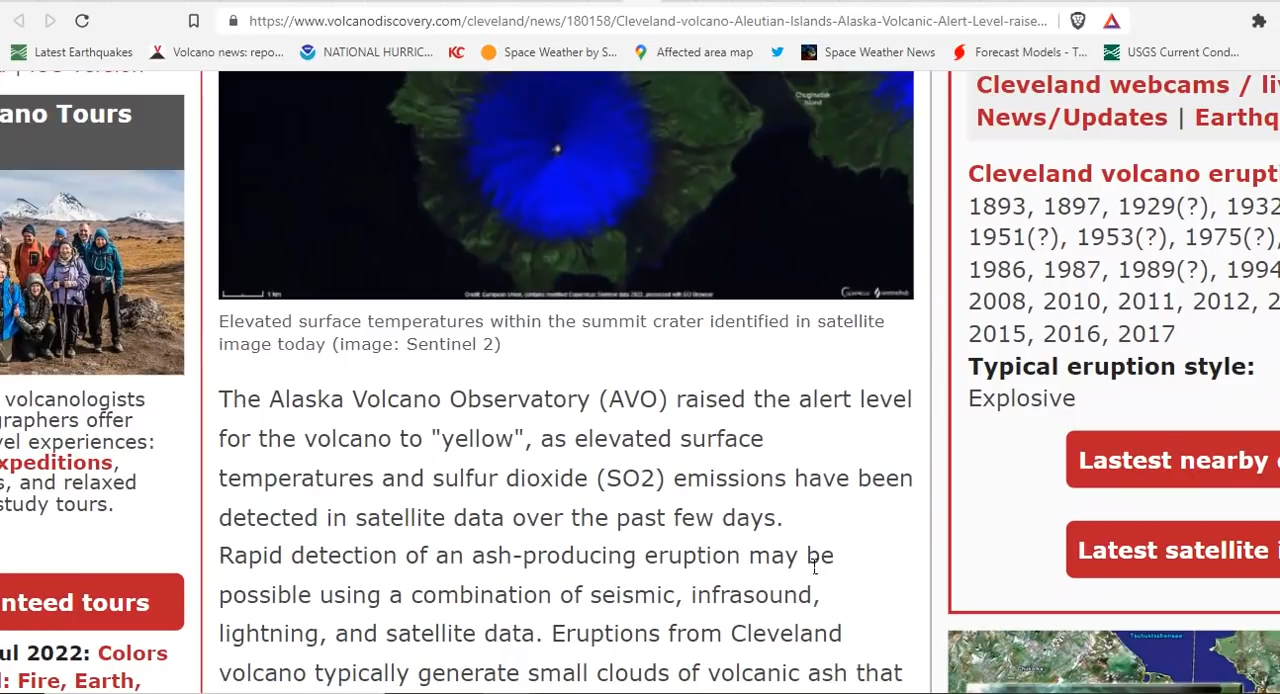 https://www.volcanodiscovery.com/cleveland/news/180158/Cleveland-volcano-Aleutian-Islands-Alaska-Volcanic-Alert-Level-raise...
Latest Earthquakes
Volcano news: repo...
NATIONAL HURRIC...
KC
Space Weather by S...
Affected area map
Space Weather News
Forecast Models - T...
USGS Current Cond...
ano Tours
volcanologists
graphers offer
vel experiences:
xpeditions,
s, and relaxed
study tours.
nteed tours
ul 2022: Colors
l: Fire, Earth,
Chuginadak
Island
1 km
Elevated surface temperatures within the summit crater identified in satellite
image today (image: Sentinel 2)
The Alaska Volcano Observatory (AVO) raised the alert level
for the volcano to "yellow", as elevated surface
temperatures and sulfur dioxide (SO2) emissions have been
detected in satellite data over the past few days.
Rapid detection of an ash-producing eruption may be
possible using a combination of seismic, infrasound,
lightning, and satellite data. Eruptions from Cleveland
volcano typically generate small clouds of volcanic ash that
Cleveland webcams / li
News/Updates | Earthq
Cleveland volcano erupti
1893, 1897, 1929(?), 1932
1951(?), 1953(?), 1975(?),
1986, 1987, 1989(?), 1994
2008, 2010, 2011, 2012, 2
2015, 2016, 2017
Typical eruption style:
Explosive
Lastest nearby
Latest satellite i